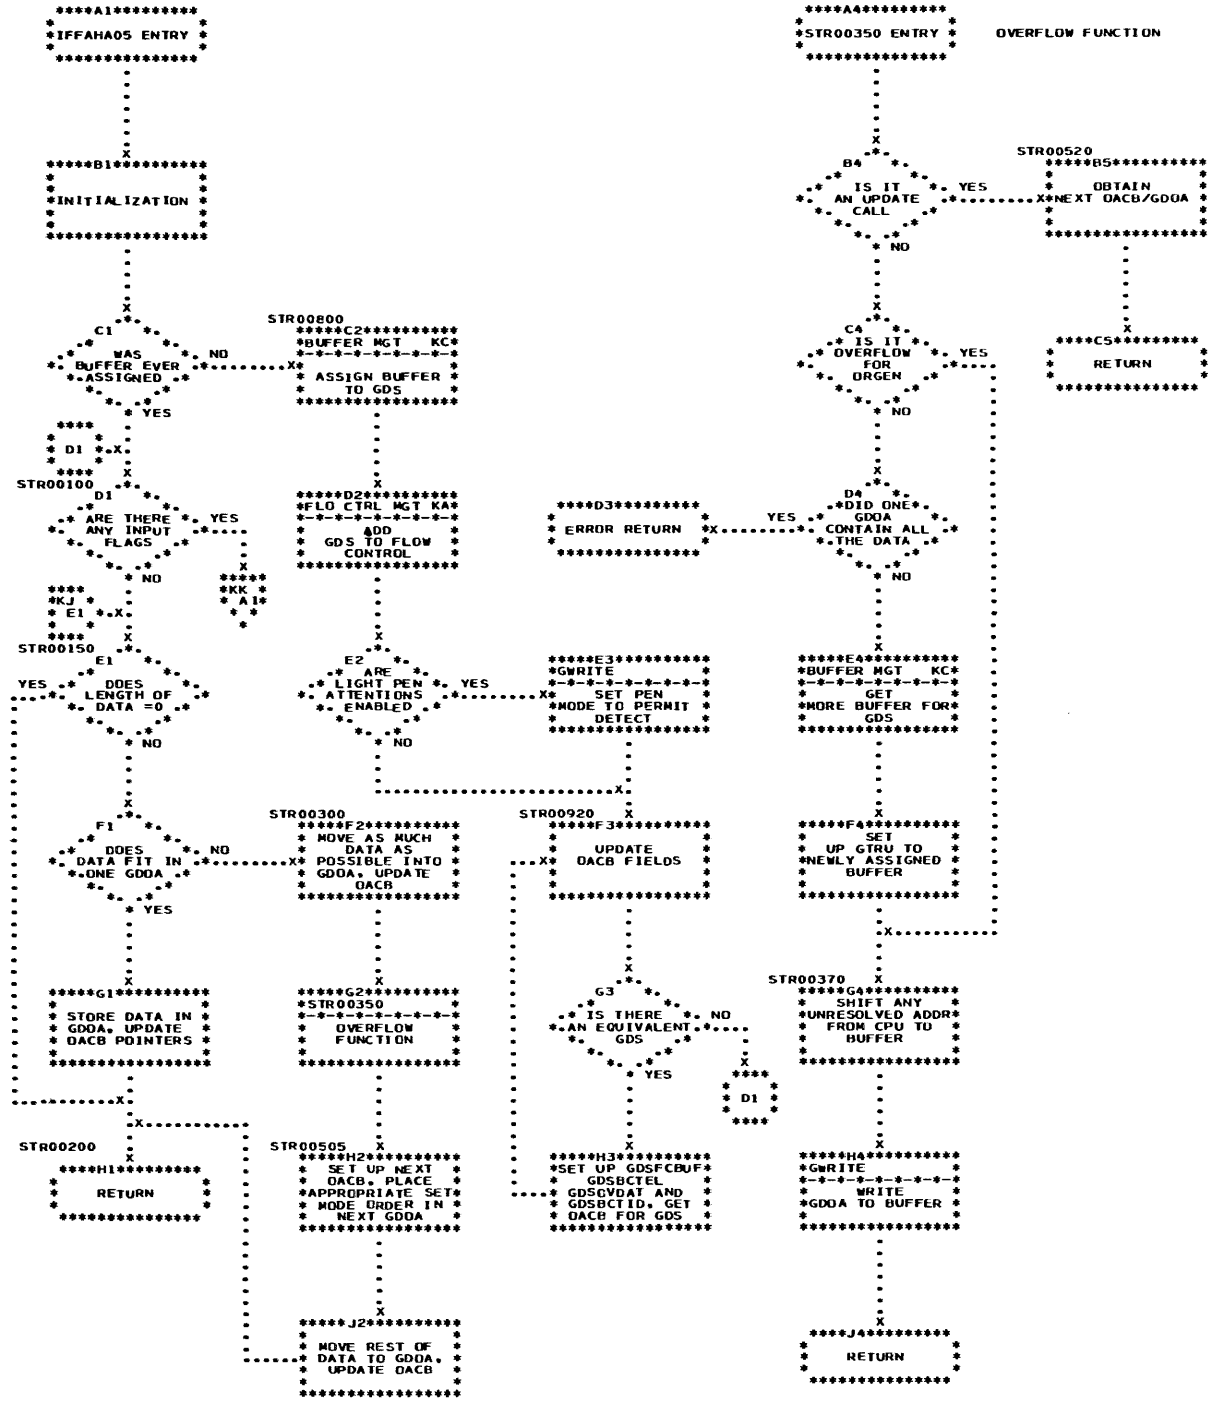 A1
IFFAHA05 ENTRY
B1
INITIALIZATION
C1
WAS
BUFFER EVER
ASSIGNED
NO
YES
D1
STR00100
D1
ARE THERE
ANY INPUT
FLAGS
YES
NO
KK
A1
KJ
E1
STR00150
E1
DOES
LENGTH OF
DATA =0
YES
NO
F1
DOES
DATA FIT IN
ONE GDOA
NO
YES
G1
STORE DATA IN
GDOA, UPDATE
OACB POINTERS
STR00200
H1
RETURN
STR00800
C2
BUFFER MGT KC
ASSIGN BUFFER
TO GDS
D2
FLO CTRL MGT KA
ADD
GDS TO FLOW
CONTROL
E2
ARE
LIGHT PEN
ATTENTIONS
ENABLED
YES
NO
STR00300
F2
MOVE AS MUCH
DATA AS
POSSIBLE INTO
GDOA, UPDATE
OACB
G2
STR00350
OVERFLOW
FUNCTION
STR00505
H2
SET UP NEXT
OACB, PLACE
APPROPRIATE SET
MODE ORDER IN
NEXT GDOA
J2
MOVE REST OF
DATA TO GDOA,
UPDATE OACB
D3
ERROR RETURN
E3
GWRITE
SET PEN
MODE TO PERMIT
DETECT
STR00920
F3
UPDATE
OACB FIELDS
G3
IS THERE
AN EQUIVALENT
GDS
NO
YES
D1
H3
SET UP GDSFCBUF
GDSBCTEL
GDSCVDAT AND
GDSBCTID, GET
OACB FOR GDS
A4
STR00350 ENTRY
OVERFLOW FUNCTION
B4
IS IT
AN UPDATE
CALL
YES
NO
STR00520
B5
OBTAIN
NEXT OACB/GDOA
C5
RETURN
C4
IS IT
OVERFLOW
FOR
ORGEN
YES
NO
D4
DID ONE
GDOA
CONTAIN ALL
THE DATA
YES
NO
E4
BUFFER MGT KC
GET
MORE BUFFER FOR
GDS
F4
SET
UP GTRU TO
NEWLY ASSIGNED
BUFFER
STR00370
G4
SHIFT ANY
UNRESOLVED ADDR
FROM CPU TO
BUFFER
H4
GWRITE
WRITE
GDOA TO BUFFER
J4
RETURN